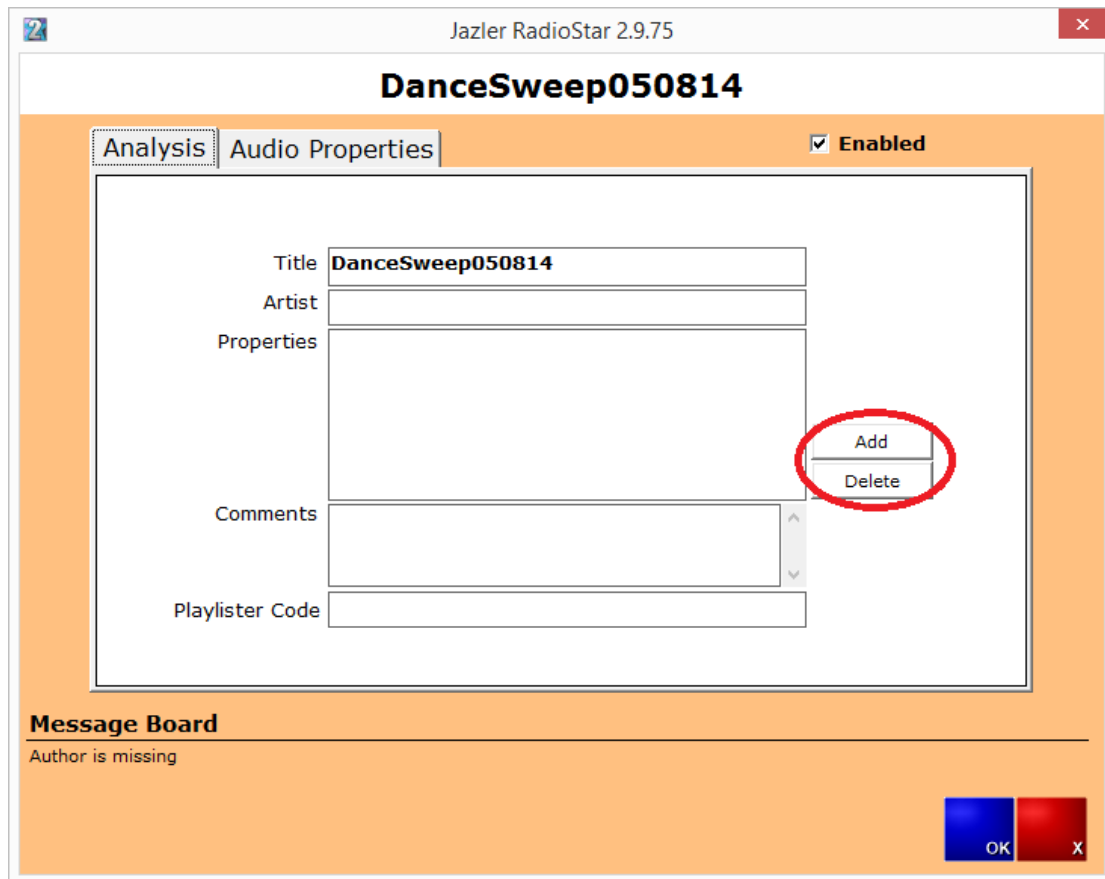 2 Jazler RadioStar 2.9.75
DanceSweep050814
Analysis Audio Properties Enabled
Title DanceSweep050814
Artist
Properties
Add
Delete
Comments
Playlister Code
Message Board
Author is missing
OK X